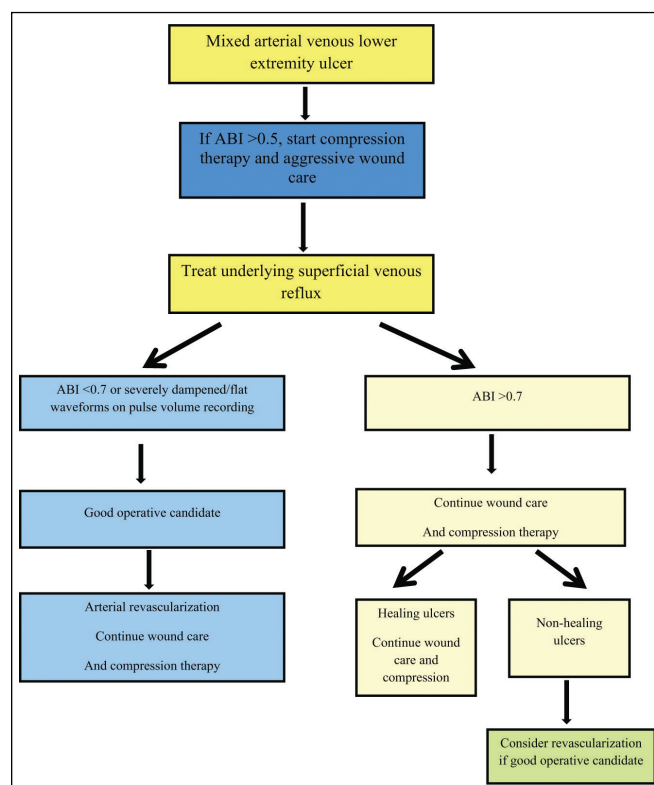 Mixed arterial venous lower
extremity ulcer
If ABI >0.5, start compression
therapy and aggressive wound
care
Treat underlying superficial venous
reflux
ABI <0.7 or severely dampened/flat
waveforms on pulse volume recording
ABI >0.7
Good operative candidate
Continue wound care
And compression therapy
Arterial revascularization
Continue wound care
And compression therapy
Healing ulcers
Continue wound
care and
compression
Non-healing
ulcers
Consider revascularization
if good operative candidate